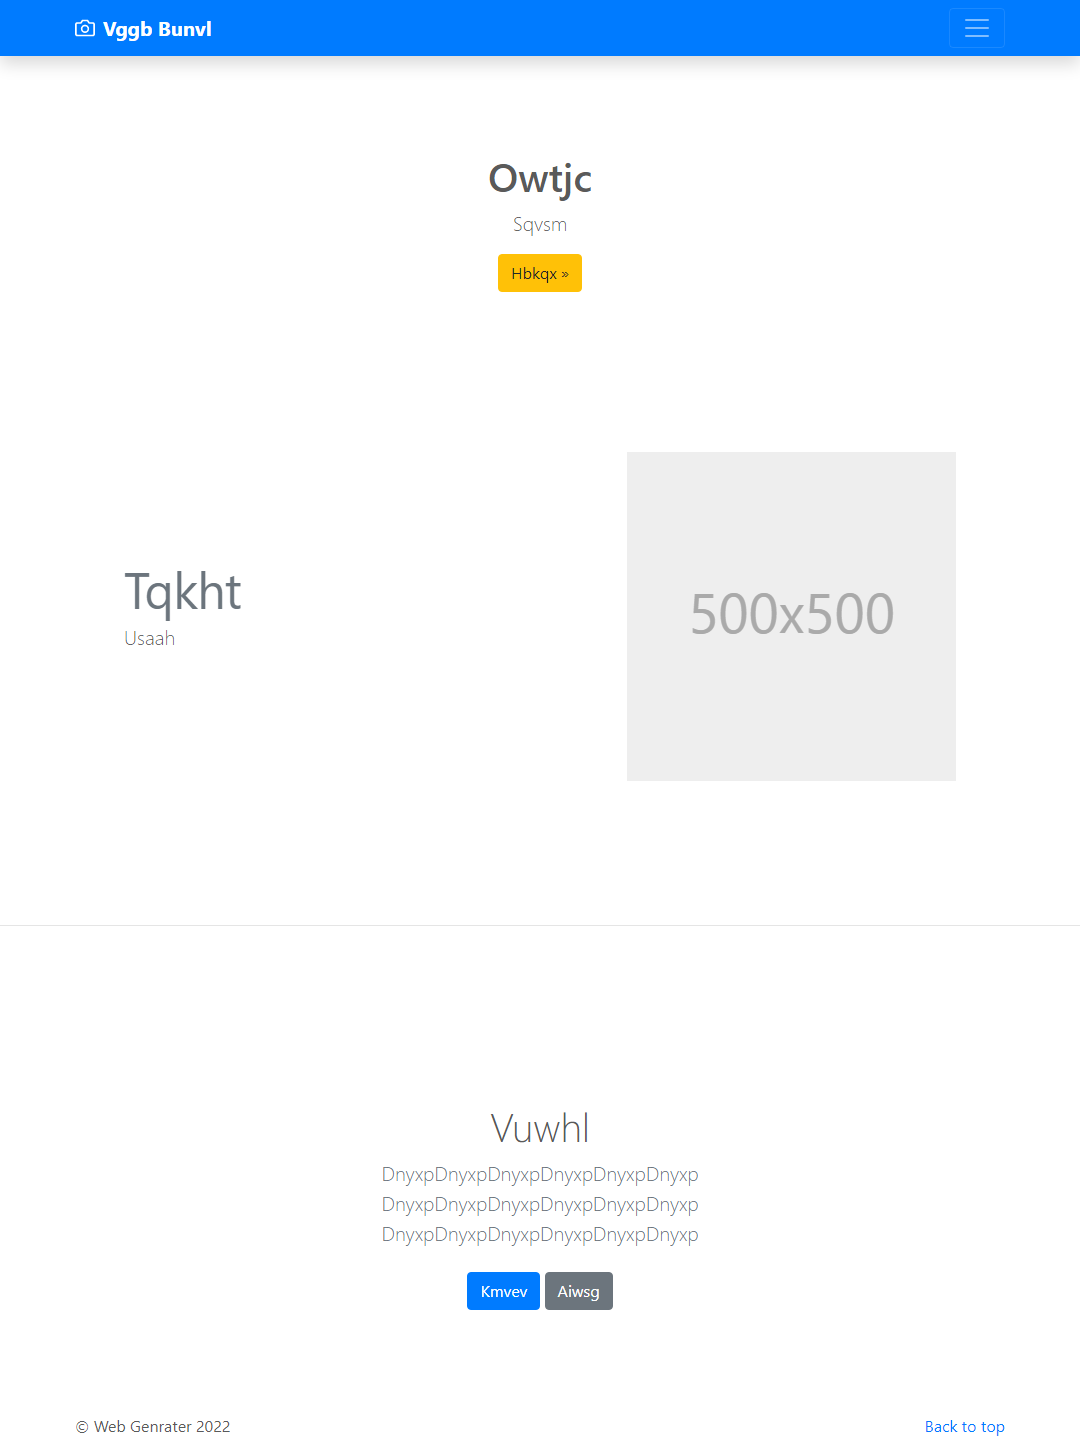 Vggb Bunvl
Owtjc
Sqvsm
Hbkqx »
Tqkht
Usaah
500x500
Vuwhl
DnyxpDnyxpDnyxpDnyxpDnyxpDnyxp
DnyxpDnyxpDnyxpDnyxpDnyxpDnyxp
DnyxpDnyxpDnyxpDnyxpDnyxpDnyxp
Kmvev Aiwsg
© Web Genrater 2022 Back to top